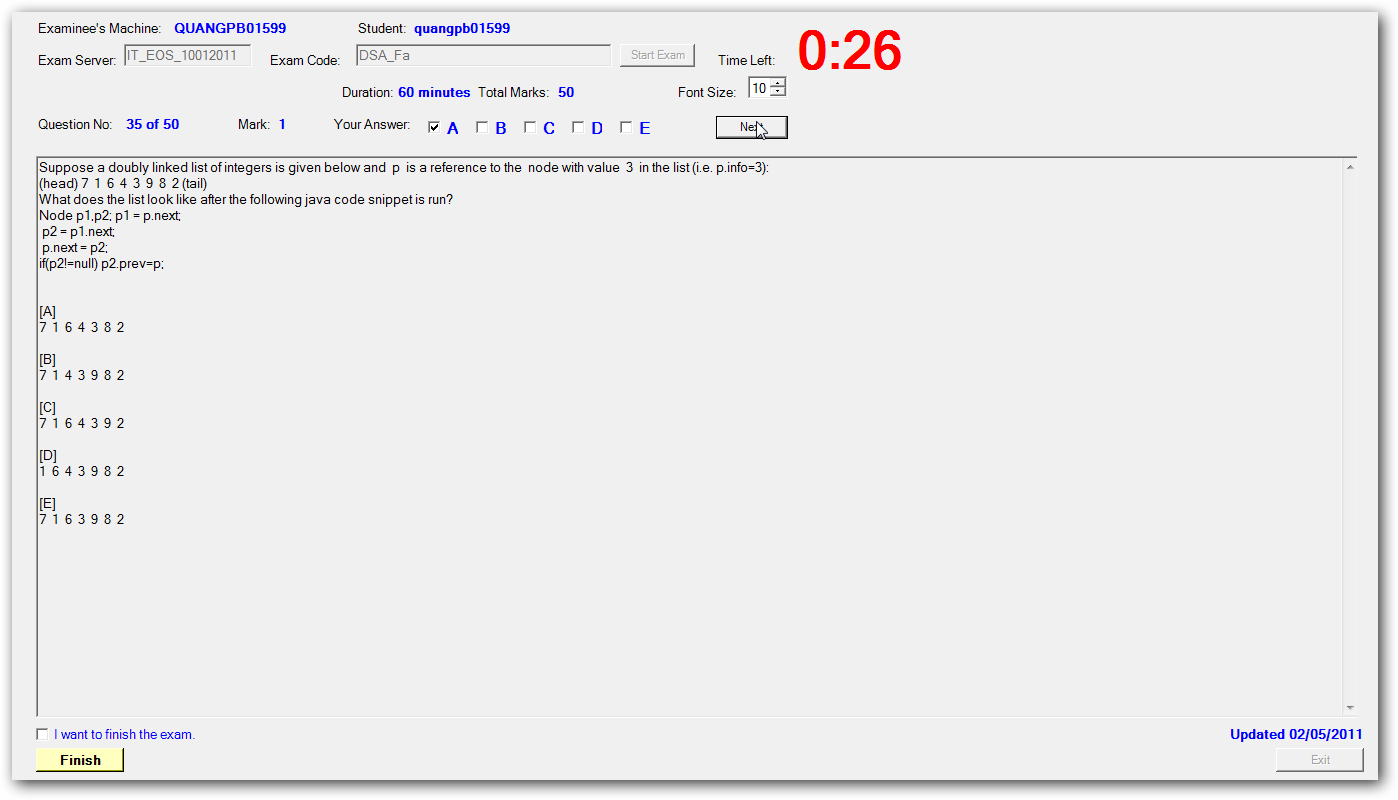 Examinee's Machine: QUANGPB01599 Student: quangpb01599
Exam Server: IT_EOS_10012011 Exam Code: DSA_Fa Start Exam Time Left: 0:26
Duration: 60 minutes Total Marks: 50 Font Size: 10
Question No: 35 of 50 Mark: 1 Your Answer: A B C D E Next
Suppose a doubly linked list of integers is given below and p is a reference to the node with value 3 in the list (i.e. p.info=3):
(head) 7 1 6 4 3 9 8 2 (tail)
What does the list look like after the following java code snippet is run?
Node p1,p2; p1 = p.next;
p2 = p1.next;
p.next = p2;
if(p2!=null) p2.prev=p;
[A]
7 1 6 4 3 8 2
[B]
7 1 4 3 9 8 2
[C]
7 1 6 4 3 9 2
[D]
1 6 4 3 9 8 2
[E]
7 1 6 3 9 8 2
I want to finish the exam. Updated 02/05/2011
Finish Exit